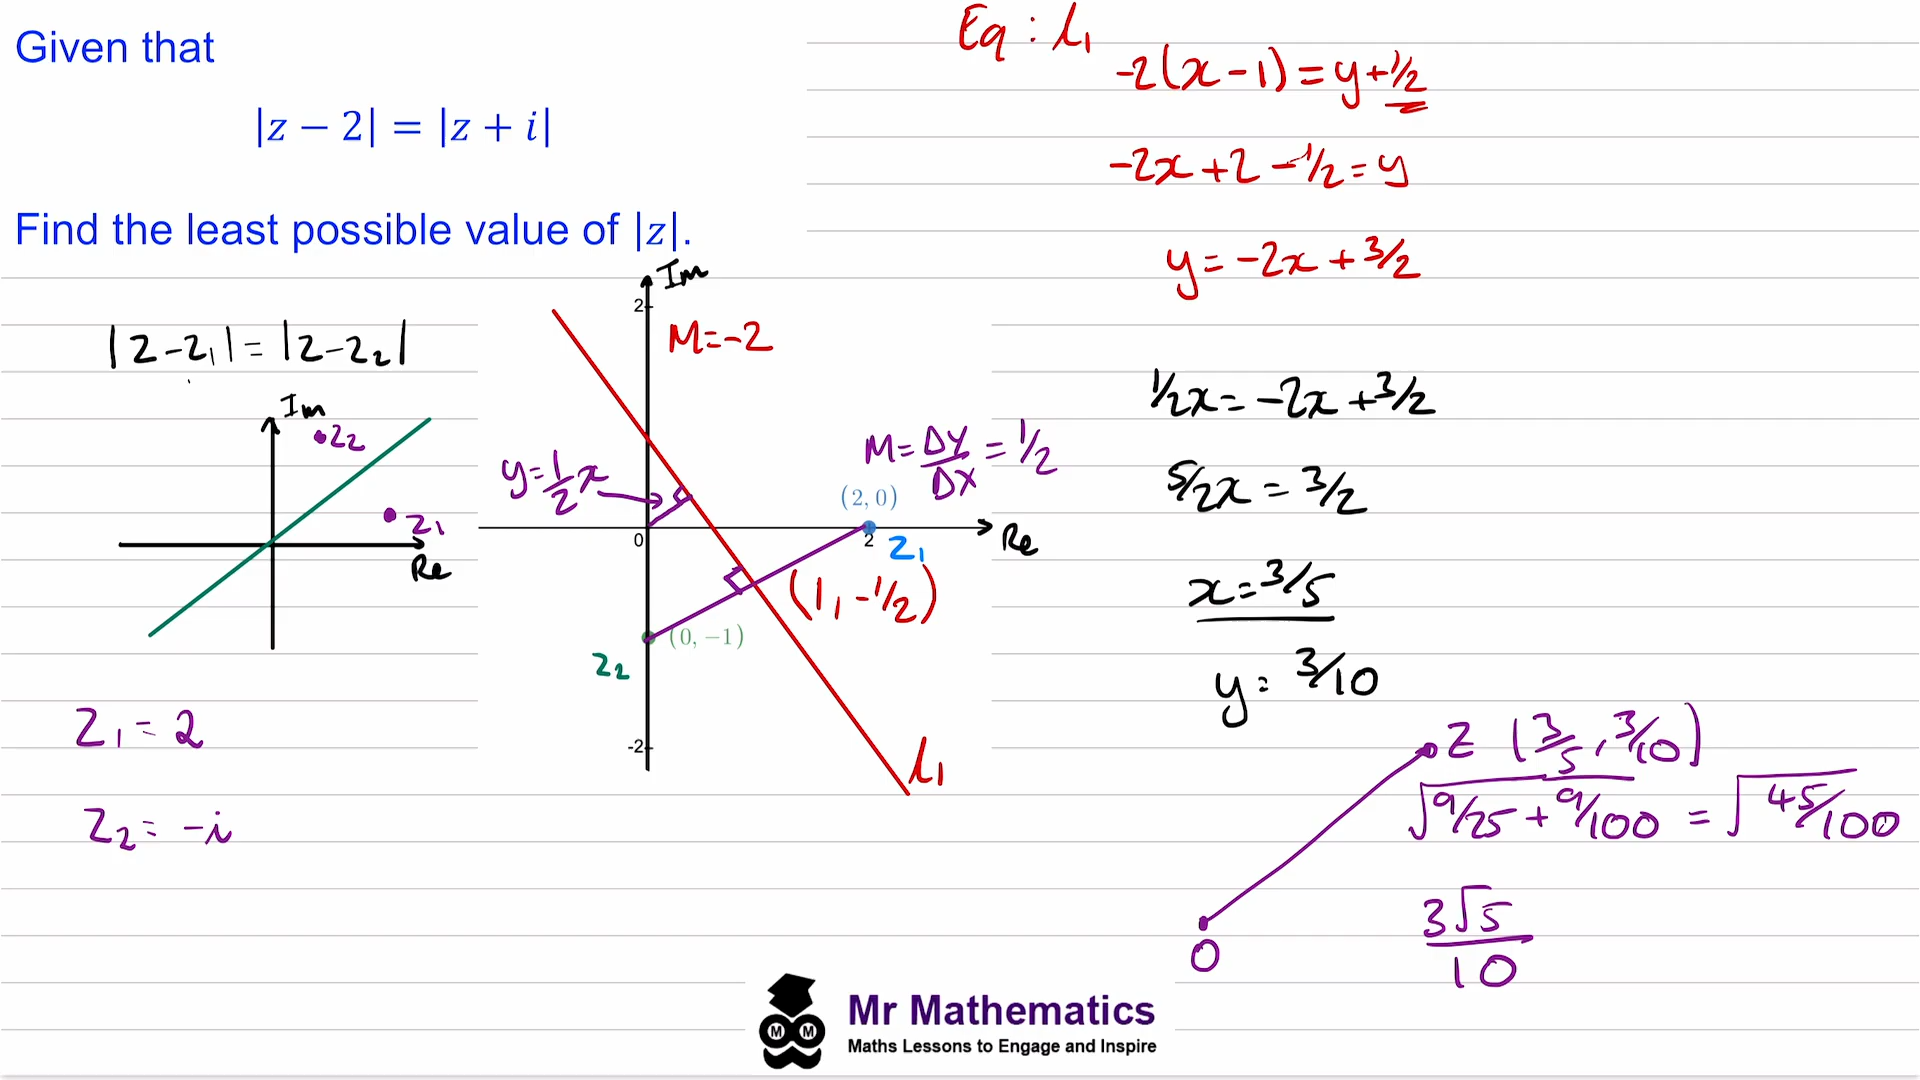 Given that
|z − 2| = |z + i|
Find the least possible value of |z|.
|z-z₁| = |z-z₂|
Im
z₂
z₁
Re
z₁ = 2
z₂ = -i
Im
2
M=-2
y=½x
M=ΔY/ΔX = ½
(2, 0)
0
2
Re
z₁
(1, -½)
(0, −1)
z₂
-2
l₁
Eq : l₁
-2(x-1) = y+½
-2x+2-½=y
y=-2x+3/2
½x=-2x+3/2
5/2x = 3/2
x=3/5
y= 3/10
z (3/5, 3/10)
√(9/25 + 9/100) = √(45/100)
0
3√5/10
M M
Mr Mathematics
Maths Lessons to Engage and Inspire